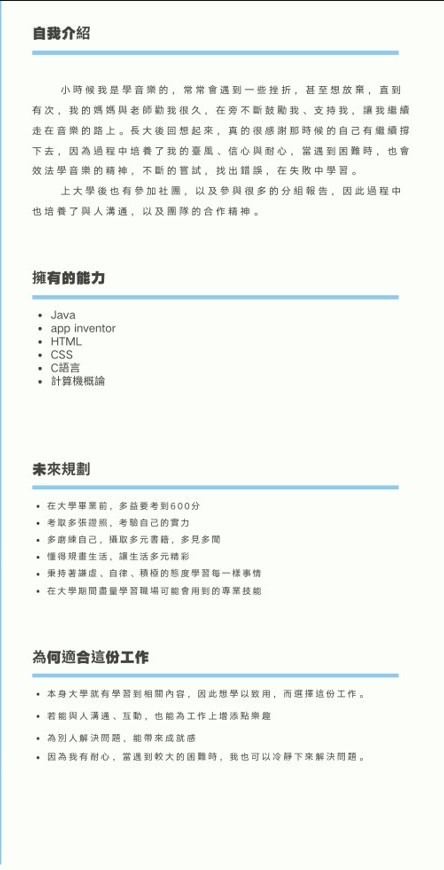 自我介紹
小時候我是學音樂的，常常會遇到一些挫折，甚至想放棄，直到
有次，我的媽媽與老師勸我很久，在旁不斷鼓勵我、支持我，讓我繼續
走在音樂的路上。長大後回想起來，真的很感謝那時候的自己有繼續撐
下去，因為過程中培養了我的臺風、信心與耐心，當遇到困難時，也會
效法學音樂的精神，不斷的嘗試，找出錯誤，在失敗中學習。
上大學後也有參加社團，以及參與很多的分組報告，因此過程中
也培養了與人溝通，以及團隊的合作精神。
擁有的能力
• Java
• app inventor
• HTML
• CSS
• C語言
• 計算機概論
未來規劃
• 在大學畢業前，多益要考到600分
• 考取多張證照，考驗自己的實力
• 多磨練自己，攝取多元書籍，多見多聞
• 懂得規畫生活，讓生活多元精彩
• 秉持著謙虛、自律、積極的態度學習每一樣事情
• 在大學期間盡量學習職場可能會用到的專業技能
為何適合這份工作
• 本身大學就有學習到相關內容，因此想學以致用，而選擇這份工作。
• 若能與人溝通、互動，也能為工作上增添點樂趣
• 為別人解決問題，能帶來成就感
• 因為我有耐心，當遇到較大的困難時，我也可以冷靜下來解決問題。